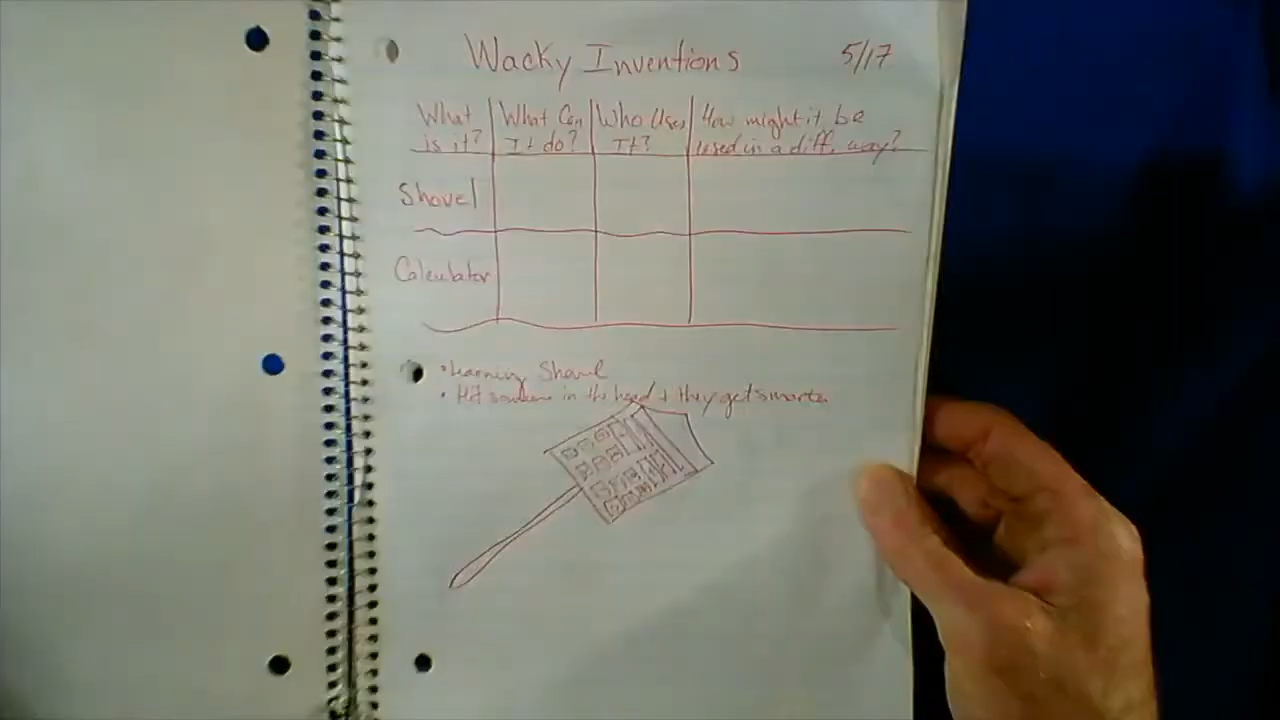 Wacky Inventions 5/17
What is it? What Can It do? Who Uses It? How might it be used in a diff. way?
Shovel
Calculator
• Learning Shovel
• Hit someone in the head + they get smarter